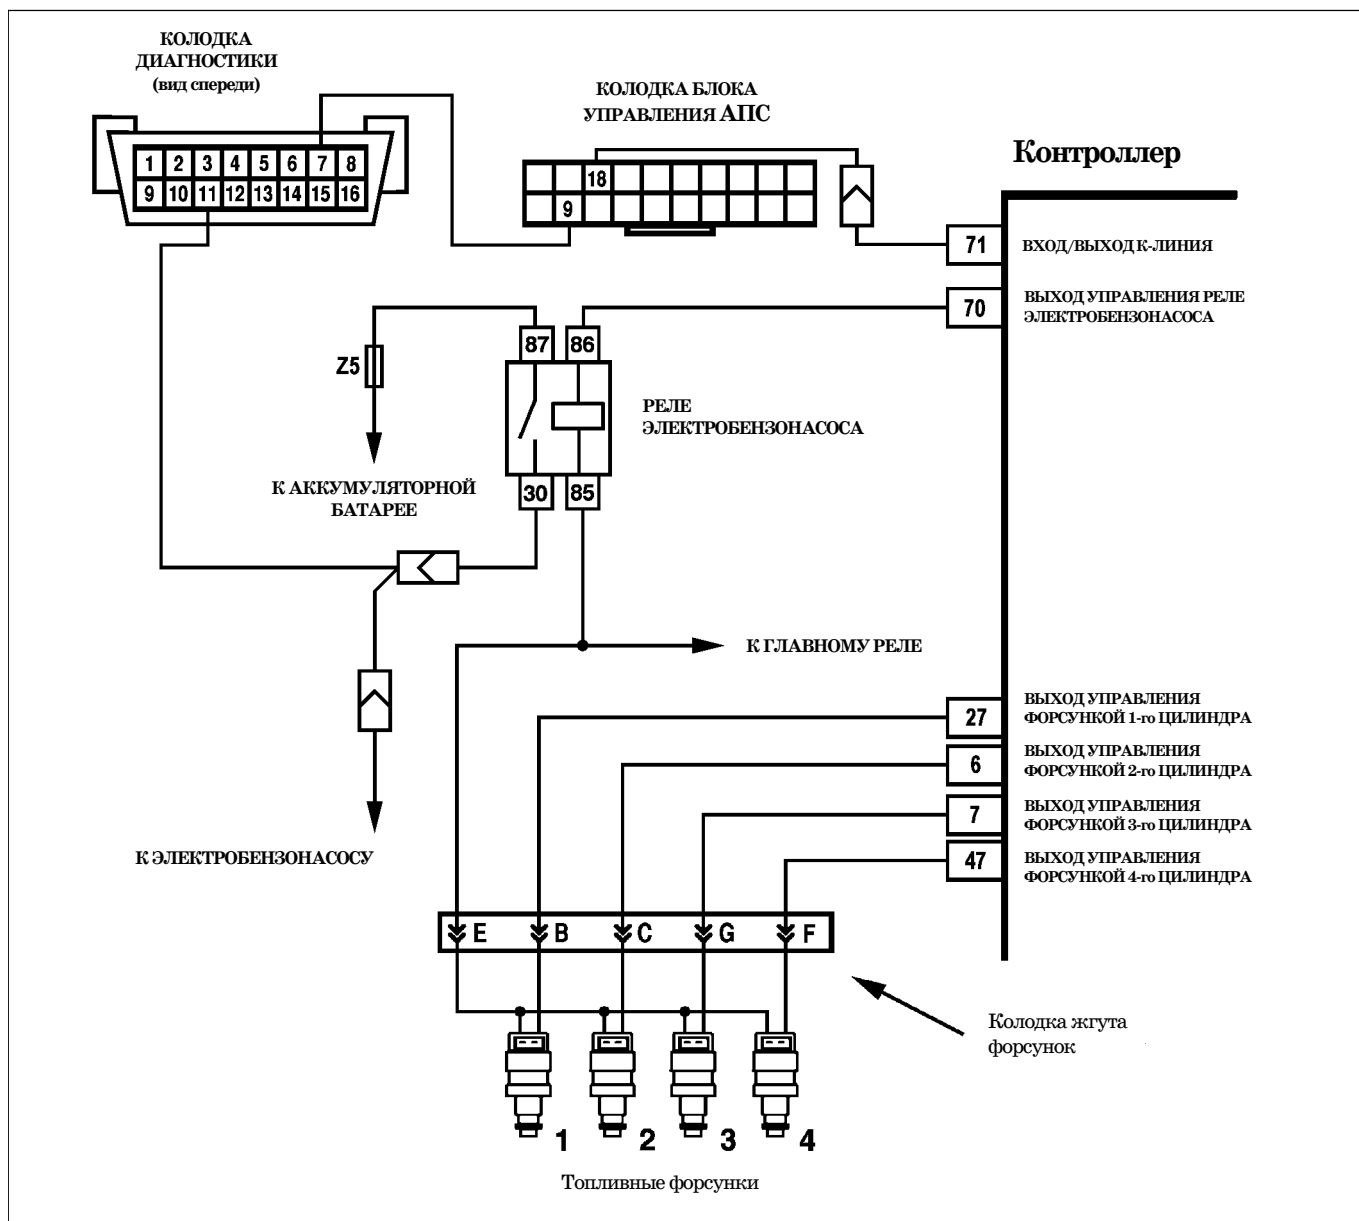 КОЛОДКА
ДИАГНОСТИКИ
(вид спереди)
1 2 3 4 5 6 7 8
9 10 11 12 13 14 15 16
КОЛОДКА БЛОКА
УПРАВЛЕНИЯ АПС
18
9
Контроллер
71 ВХОД/ВЫХОД К-ЛИНИЯ
70 ВЫХОД УПРАВЛЕНИЯ РЕЛЕ
ЭЛЕКТРОБЕНЗОНАСОСА
Z5
87 86
РЕЛЕ
ЭЛЕКТРОБЕНЗОНАСОСА
30 85
К АККУМУЛЯТОРНОЙ
БАТАРЕЕ
К ГЛАВНОМУ РЕЛЕ
27 ВЫХОД УПРАВЛЕНИЯ
ФОРСУНКОЙ 1-го ЦИЛИНДРА
6 ВЫХОД УПРАВЛЕНИЯ
ФОРСУНКОЙ 2-го ЦИЛИНДРА
7 ВЫХОД УПРАВЛЕНИЯ
ФОРСУНКОЙ 3-го ЦИЛИНДРА
47 ВЫХОД УПРАВЛЕНИЯ
ФОРСУНКОЙ 4-го ЦИЛИНДРА
К ЭЛЕКТРОБЕНЗОНАСОСУ
E B C G F
Колодка жгута
форсунок
1 2 3 4
Топливные форсунки